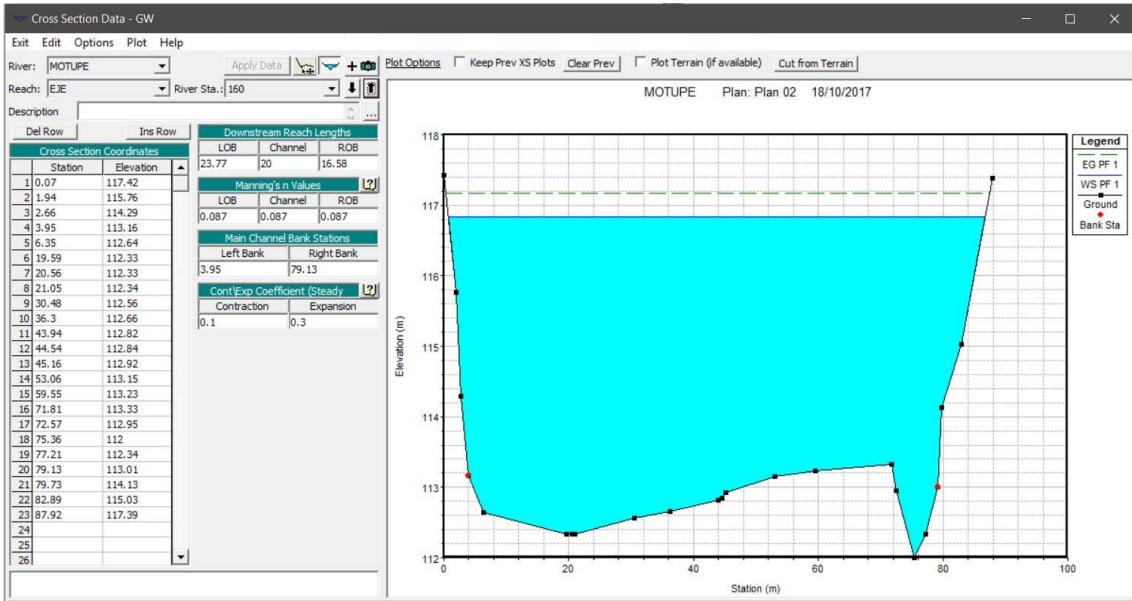 Cross Section Data - GW
Exit Edit Options Plot Help
River: MOTUPE Apply Data
Plot Options Keep Prev XS Plots Clear Prev Plot Terrain (if available) Cut from Terrain
Reach: EJE River Sta.: 160
Description ...
Del Row Ins Row
Cross Section Coordinates
Station Elevation
1 0.07 117.42
2 1.94 115.76
3 2.66 114.29
4 3.95 113.16
5 6.35 112.64
6 19.59 112.33
7 20.56 112.33
8 21.05 112.34
9 30.48 112.56
10 36.3 112.66
11 43.94 112.82
12 44.54 112.84
13 45.16 112.92
14 53.06 113.15
15 59.55 113.23
16 71.81 113.33
17 72.57 112.95
18 75.36 112
19 77.21 112.34
20 79.13 113.01
21 79.73 114.13
22 82.89 115.03
23 87.92 117.39
24
25
26
Downstream Reach Lengths
LOB Channel ROB
23.77 20 16.58
Manning's n Values
LOB Channel ROB
0.087 0.087 0.087
Main Channel Bank Stations
Left Bank Right Bank
3.95 79.13
Cont\Exp Coefficient (Steady
Contraction Expansion
0.1 0.3
MOTUPE Plan: Plan 02 18/10/2017
118
117
116
115
114
113
112
Elevation (m)
0 20 40 60 80 100
Station (m)
Legend
EG PF 1
WS PF 1
Ground
Bank Sta